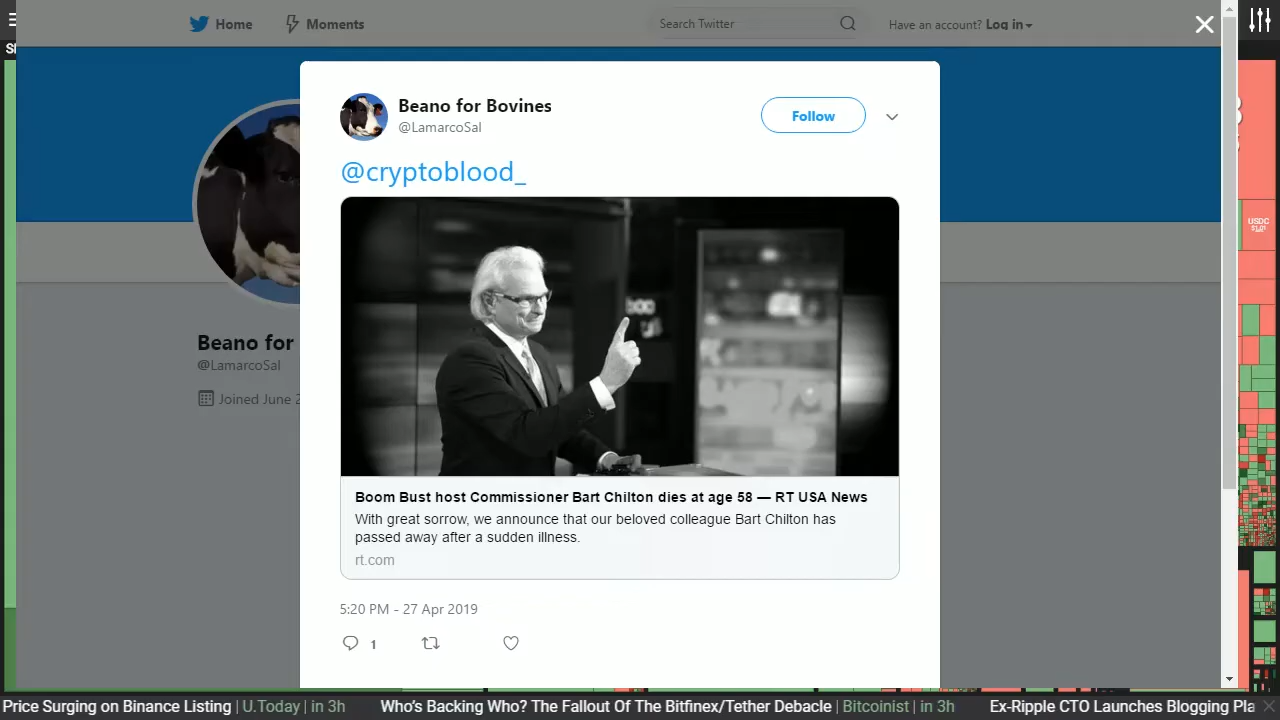 Home
Moments
Search Twitter
Have an account? Log in
Beano for Bovines
@LamarcoSal
Follow
@cryptoblood_
Boom Bust host Commissioner Bart Chilton dies at age 58 — RT USA News
With great sorrow, we announce that our beloved colleague Bart Chilton has
passed away after a sudden illness.
rt.com
5:20 PM - 27 Apr 2019
1
Beano for
@LamarcoSal
Joined June 2
USDC
Price Surging on Binance Listing | U.Today | in 3h
Who's Backing Who? The Fallout Of The Bitfinex/Tether Debacle | Bitcoinist | in 3h
Ex-Ripple CTO Launches Blogging Pla